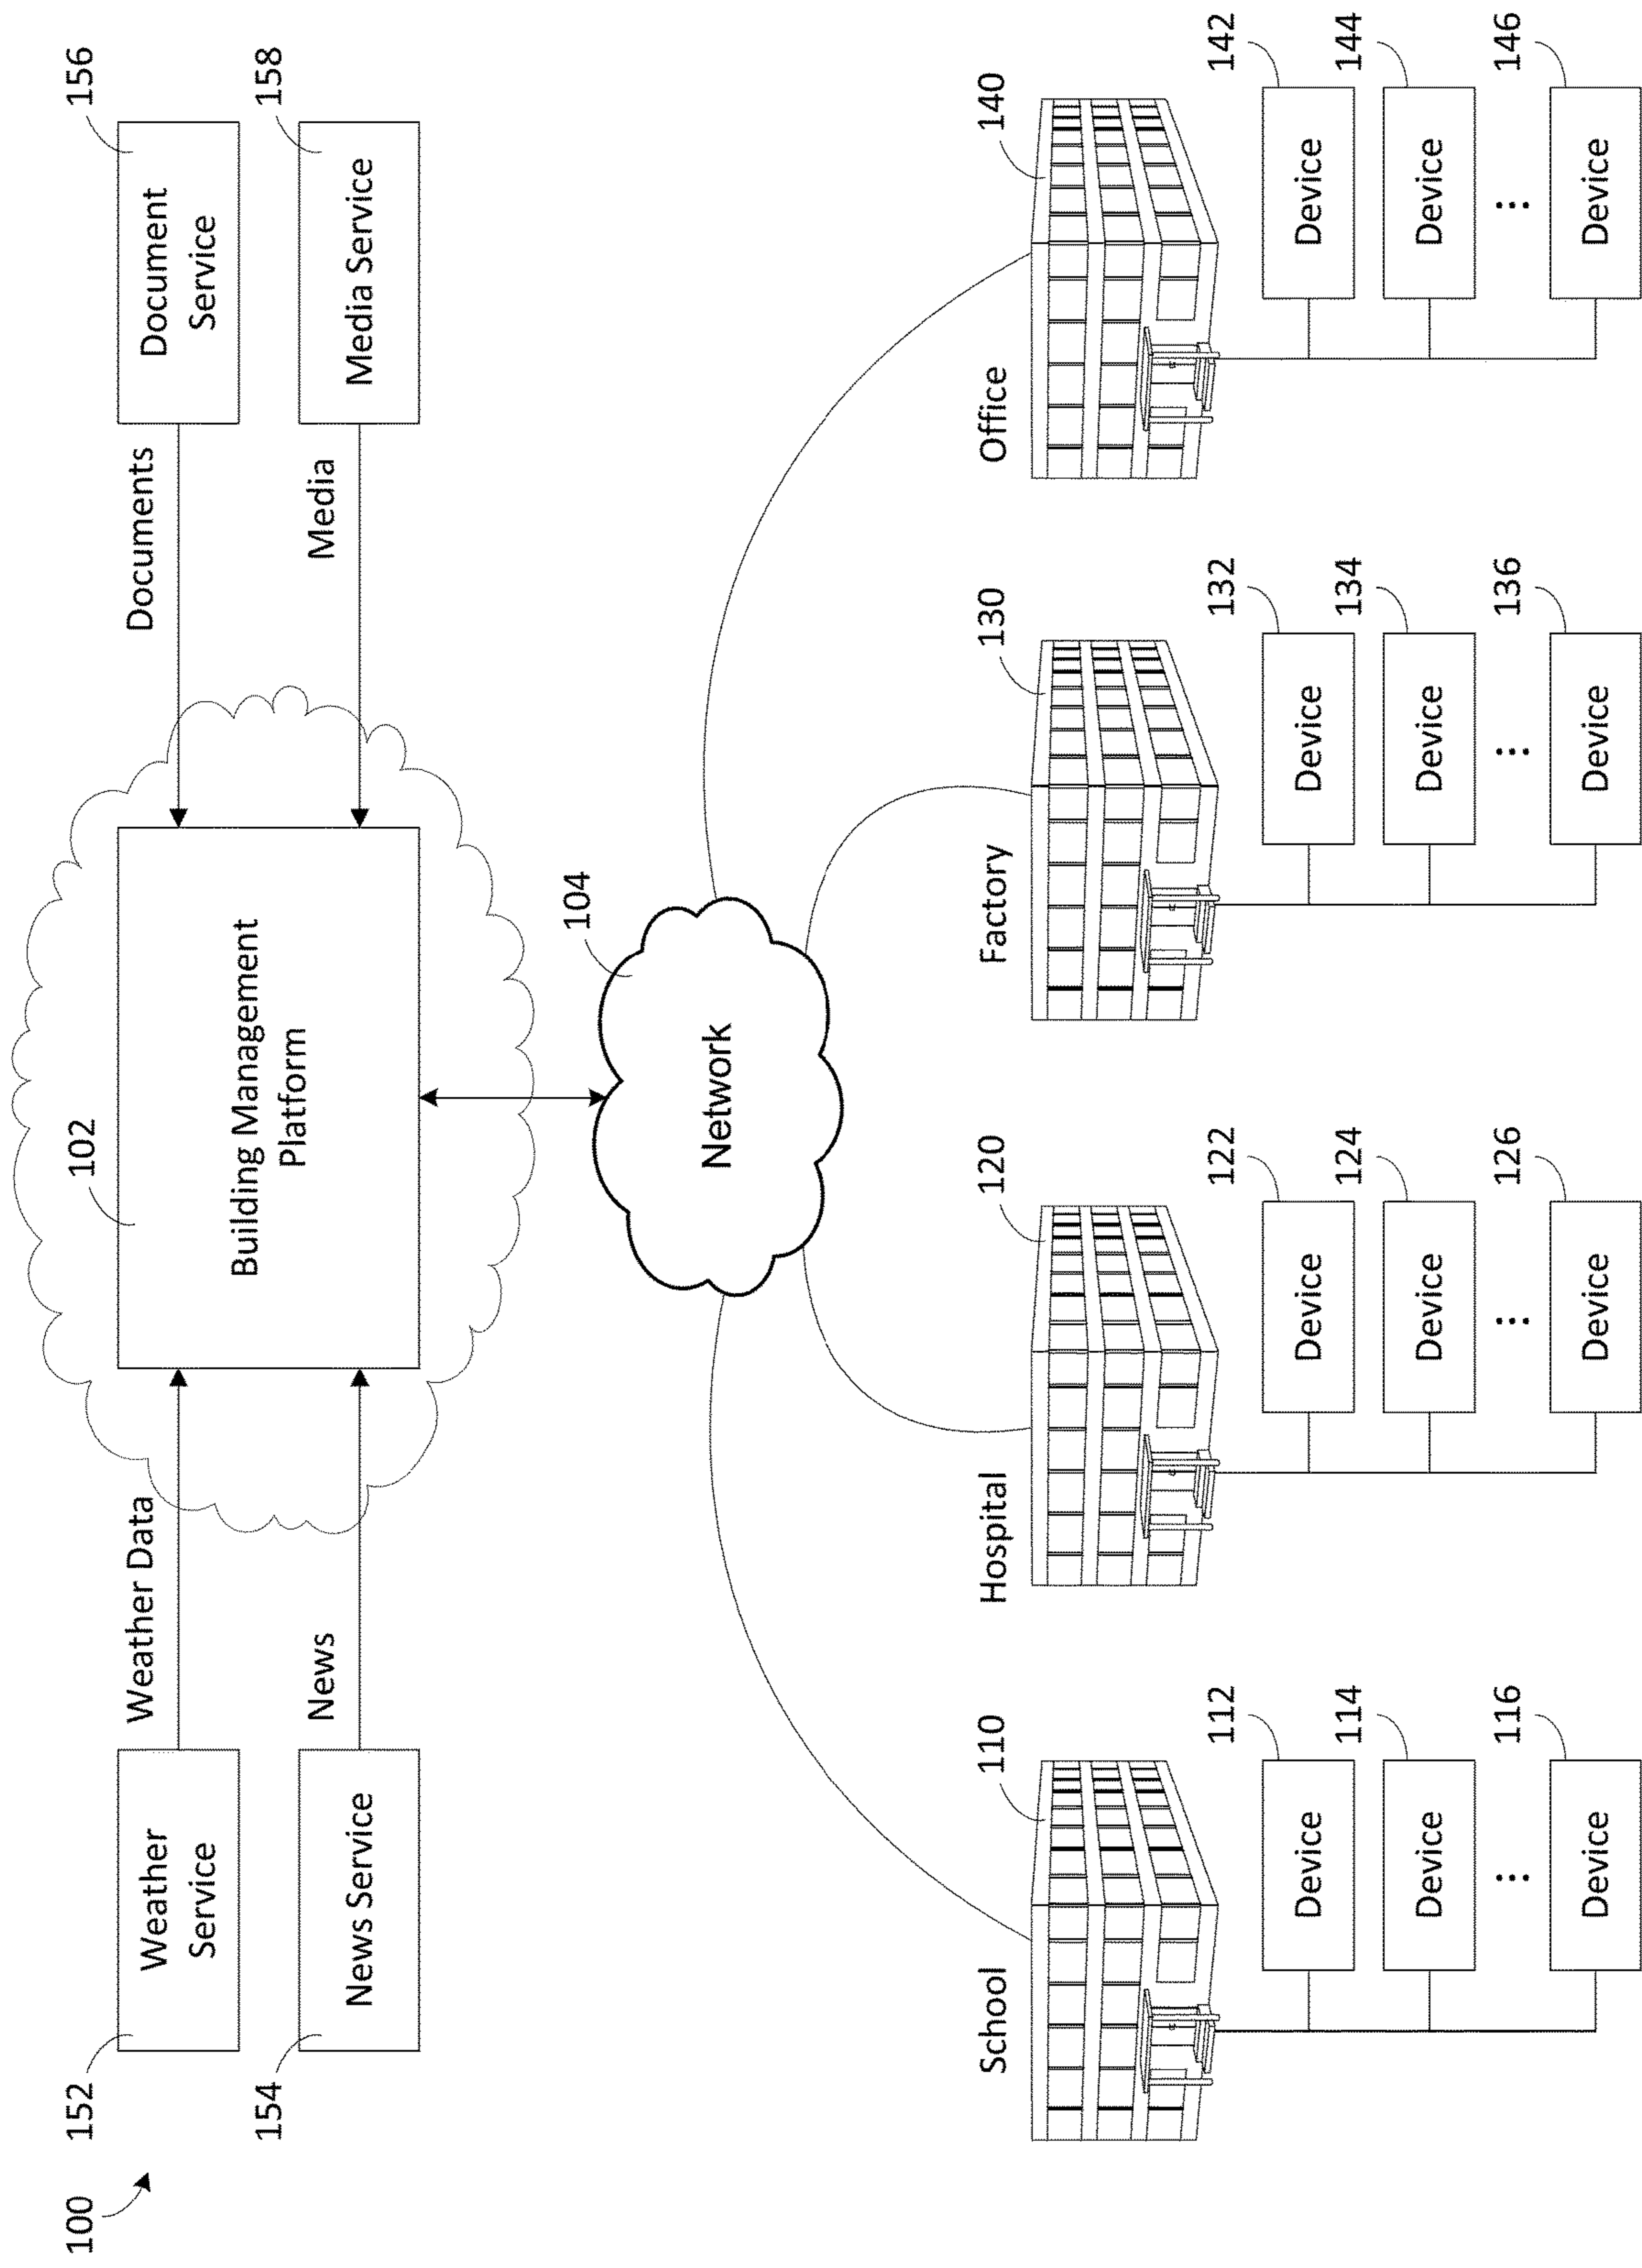 100
152
Weather
Service
Weather Data
154
News Service
News
102
Building Management
Platform
Documents
Document
Service
156
Media
Media Service
158
104
Network
School
110
Hospital
120
Factory
130
Office
140
Device
112
Device
114
...
Device
116
Device
122
Device
124
...
Device
126
Device
132
Device
134
...
Device
136
Device
142
Device
144
...
Device
146